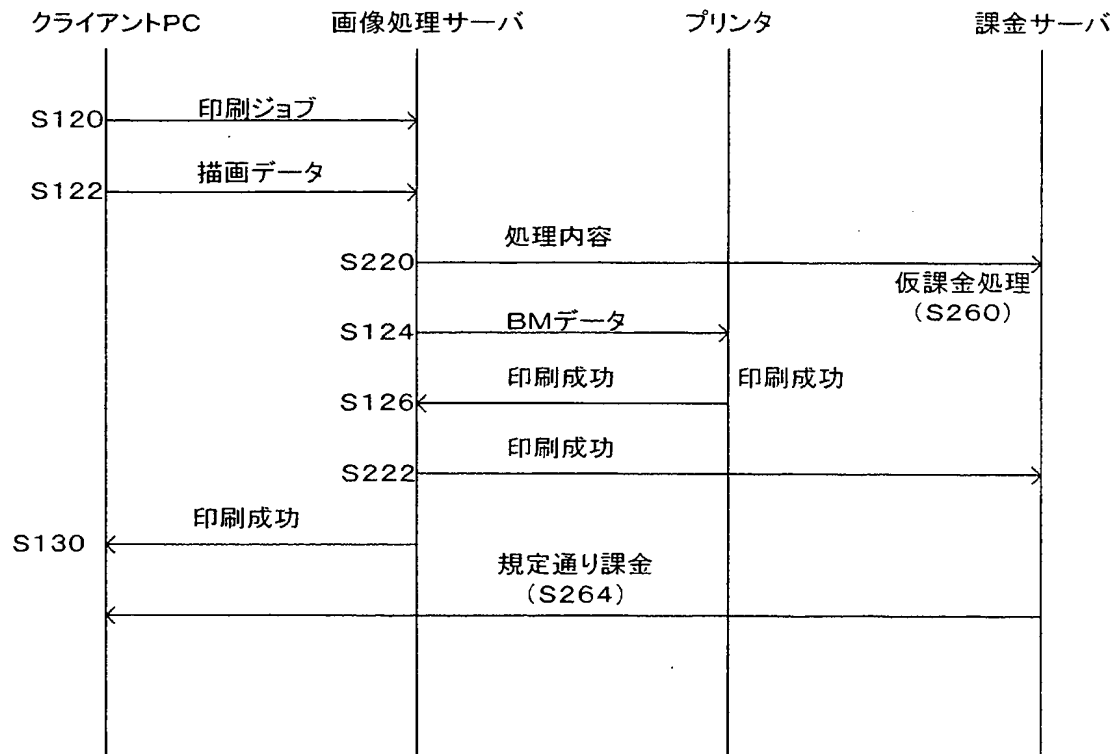 クライアントPC 画像処理サーバ プリンタ 課金サーバ
S120 印刷ジョブ
S122 描画データ
S220 処理内容
仮課金処理
(S260)
S124 BMデータ
S126 印刷成功 印刷成功
S222 印刷成功
S130 印刷成功
規定通り課金
(S264)